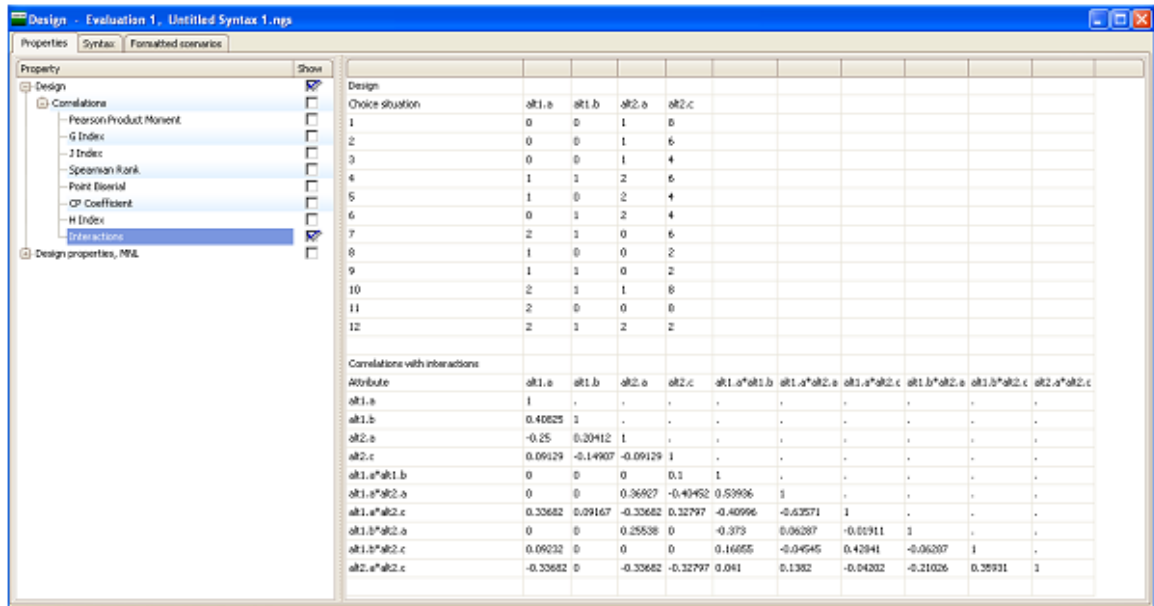 Design - Evaluation 1, Untitled Syntax 1.ngs
Properties Syntax Formatted scenarios
Property Show
Design
Correlations
Pearson Product Moment
G Index
J Index
Spearman Rank
Point Biserial
CP Coefficient
H Index
Interactions
Design properties, MNL
Design
Choice situation alt1.a alt1.b alt2.a alt2.c
1 0 0 1 8
2 0 0 1 6
3 0 0 1 4
4 1 1 2 6
5 1 0 2 4
6 0 1 2 4
7 2 1 0 6
8 1 0 0 2
9 1 1 0 2
10 2 1 1 8
11 2 0 0 8
12 2 1 2 2
Correlations with interactions
Attribute alt1.a alt1.b alt2.a alt2.c alt1.a*alt1.b alt1.a*alt2.a alt1.a*alt2.c alt1.b*alt2.a alt1.b*alt2.c alt2.a*alt2.c
alt1.a 1 . . . . . . . . .
alt1.b 0.40825 1 . . . . . . . .
alt2.a -0.25 0.20412 1 . . . . . . .
alt2.c 0.09129 -0.14907 -0.09129 1 . . . . . .
alt1.a*alt1.b 0 0 0 0.1 1 . . . . .
alt1.a*alt2.a 0 0 0.36927 -0.40452 0.53936 1 . . . .
alt1.a*alt2.c 0.33682 0.09167 -0.33682 0.32797 -0.40996 -0.63571 1 . . .
alt1.b*alt2.a 0 0 0.25538 0 -0.373 0.06287 -0.01911 1 . .
alt1.b*alt2.c 0.09232 0 0 0 0.16855 -0.04545 0.42841 -0.06287 1 .
alt2.a*alt2.c -0.33682 0 -0.33682 -0.32797 0.041 0.1382 -0.04202 -0.21026 0.35931 1